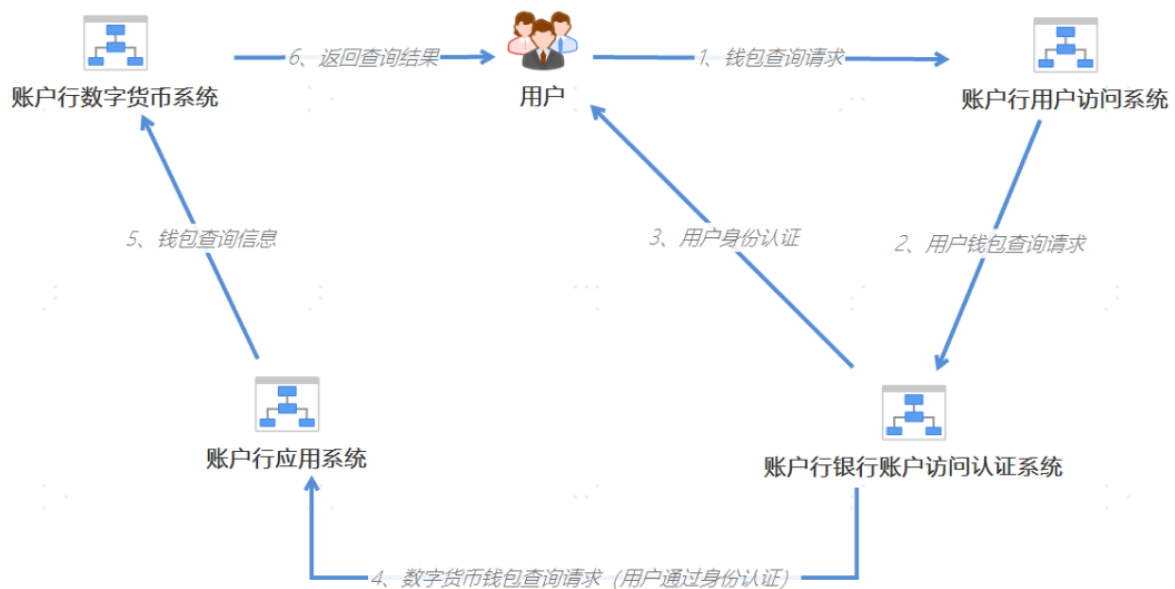 6、返回查询结果
1、钱包查询请求
账户行数字货币系统
用户
账户行用户访问系统
5、钱包查询信息
3、用户身份认证
2、用户钱包查询请求
账户行应用系统
账户行银行账户访问认证系统
4、数字货币钱包查询请求（用户通过身份认证）